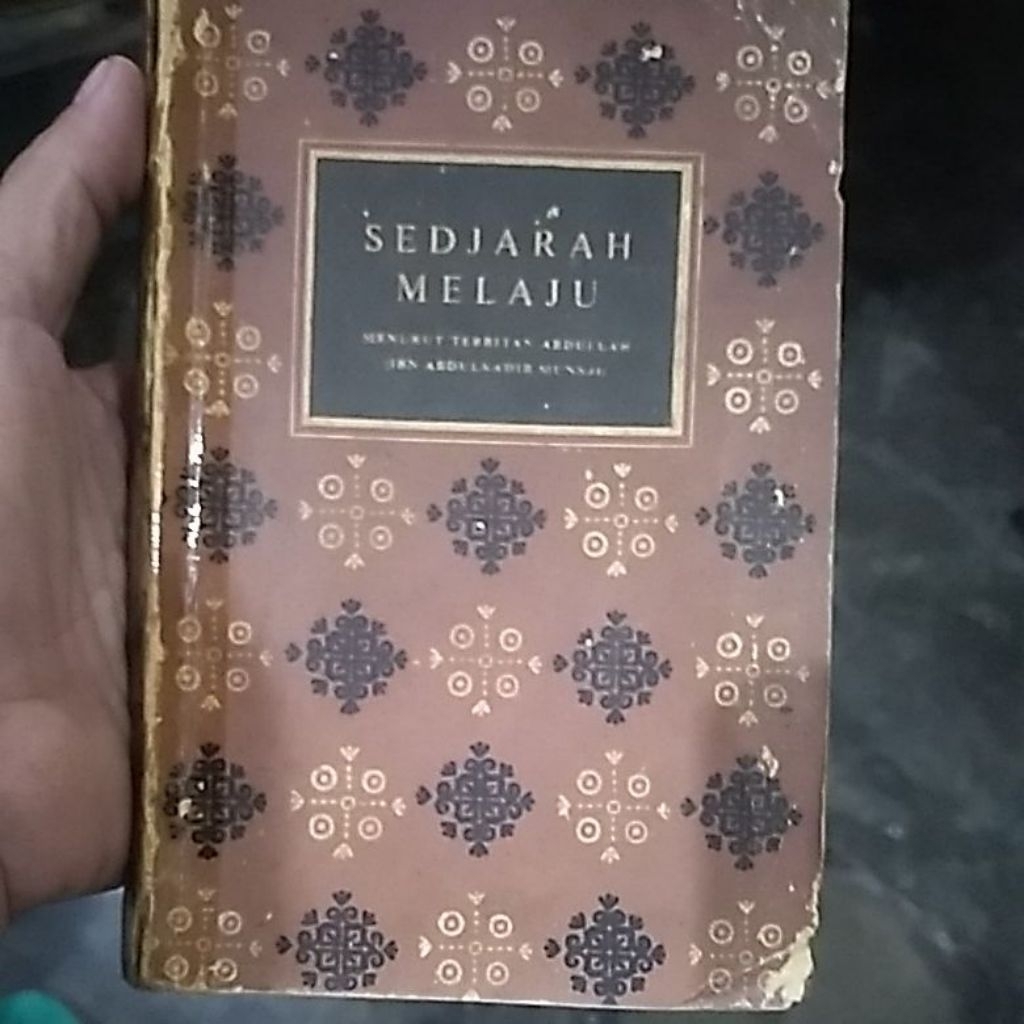 SEDJARAH
MELAJU
MENURUT TERBITAN ABDULLAH
(IBN ABDULKADIR MUNSJI)